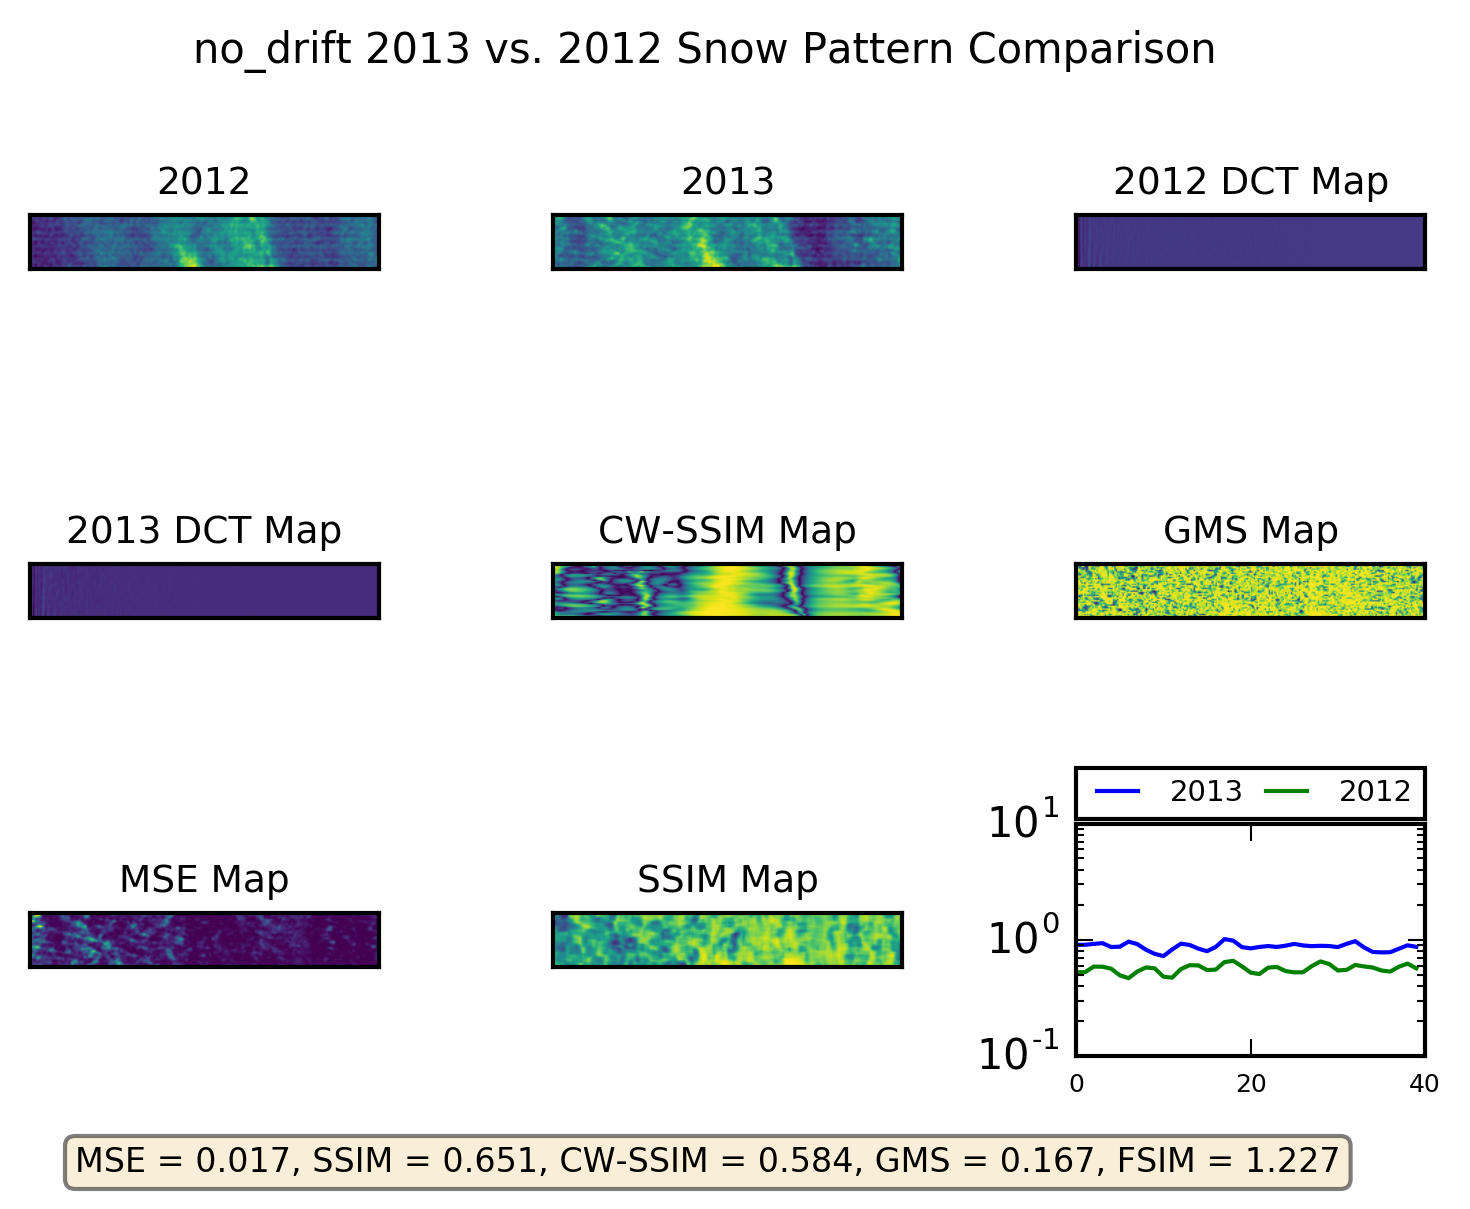 no_drift 2013 vs. 2012 Snow Pattern Comparison
2012
2013
2012 DCT Map
2013 DCT Map
CW-SSIM Map
GMS Map
MSE Map
SSIM Map
2013 2012
10^1
10^0
10^-1
0 20 40
MSE = 0.017, SSIM = 0.651, CW-SSIM = 0.584, GMS = 0.167, FSIM = 1.227